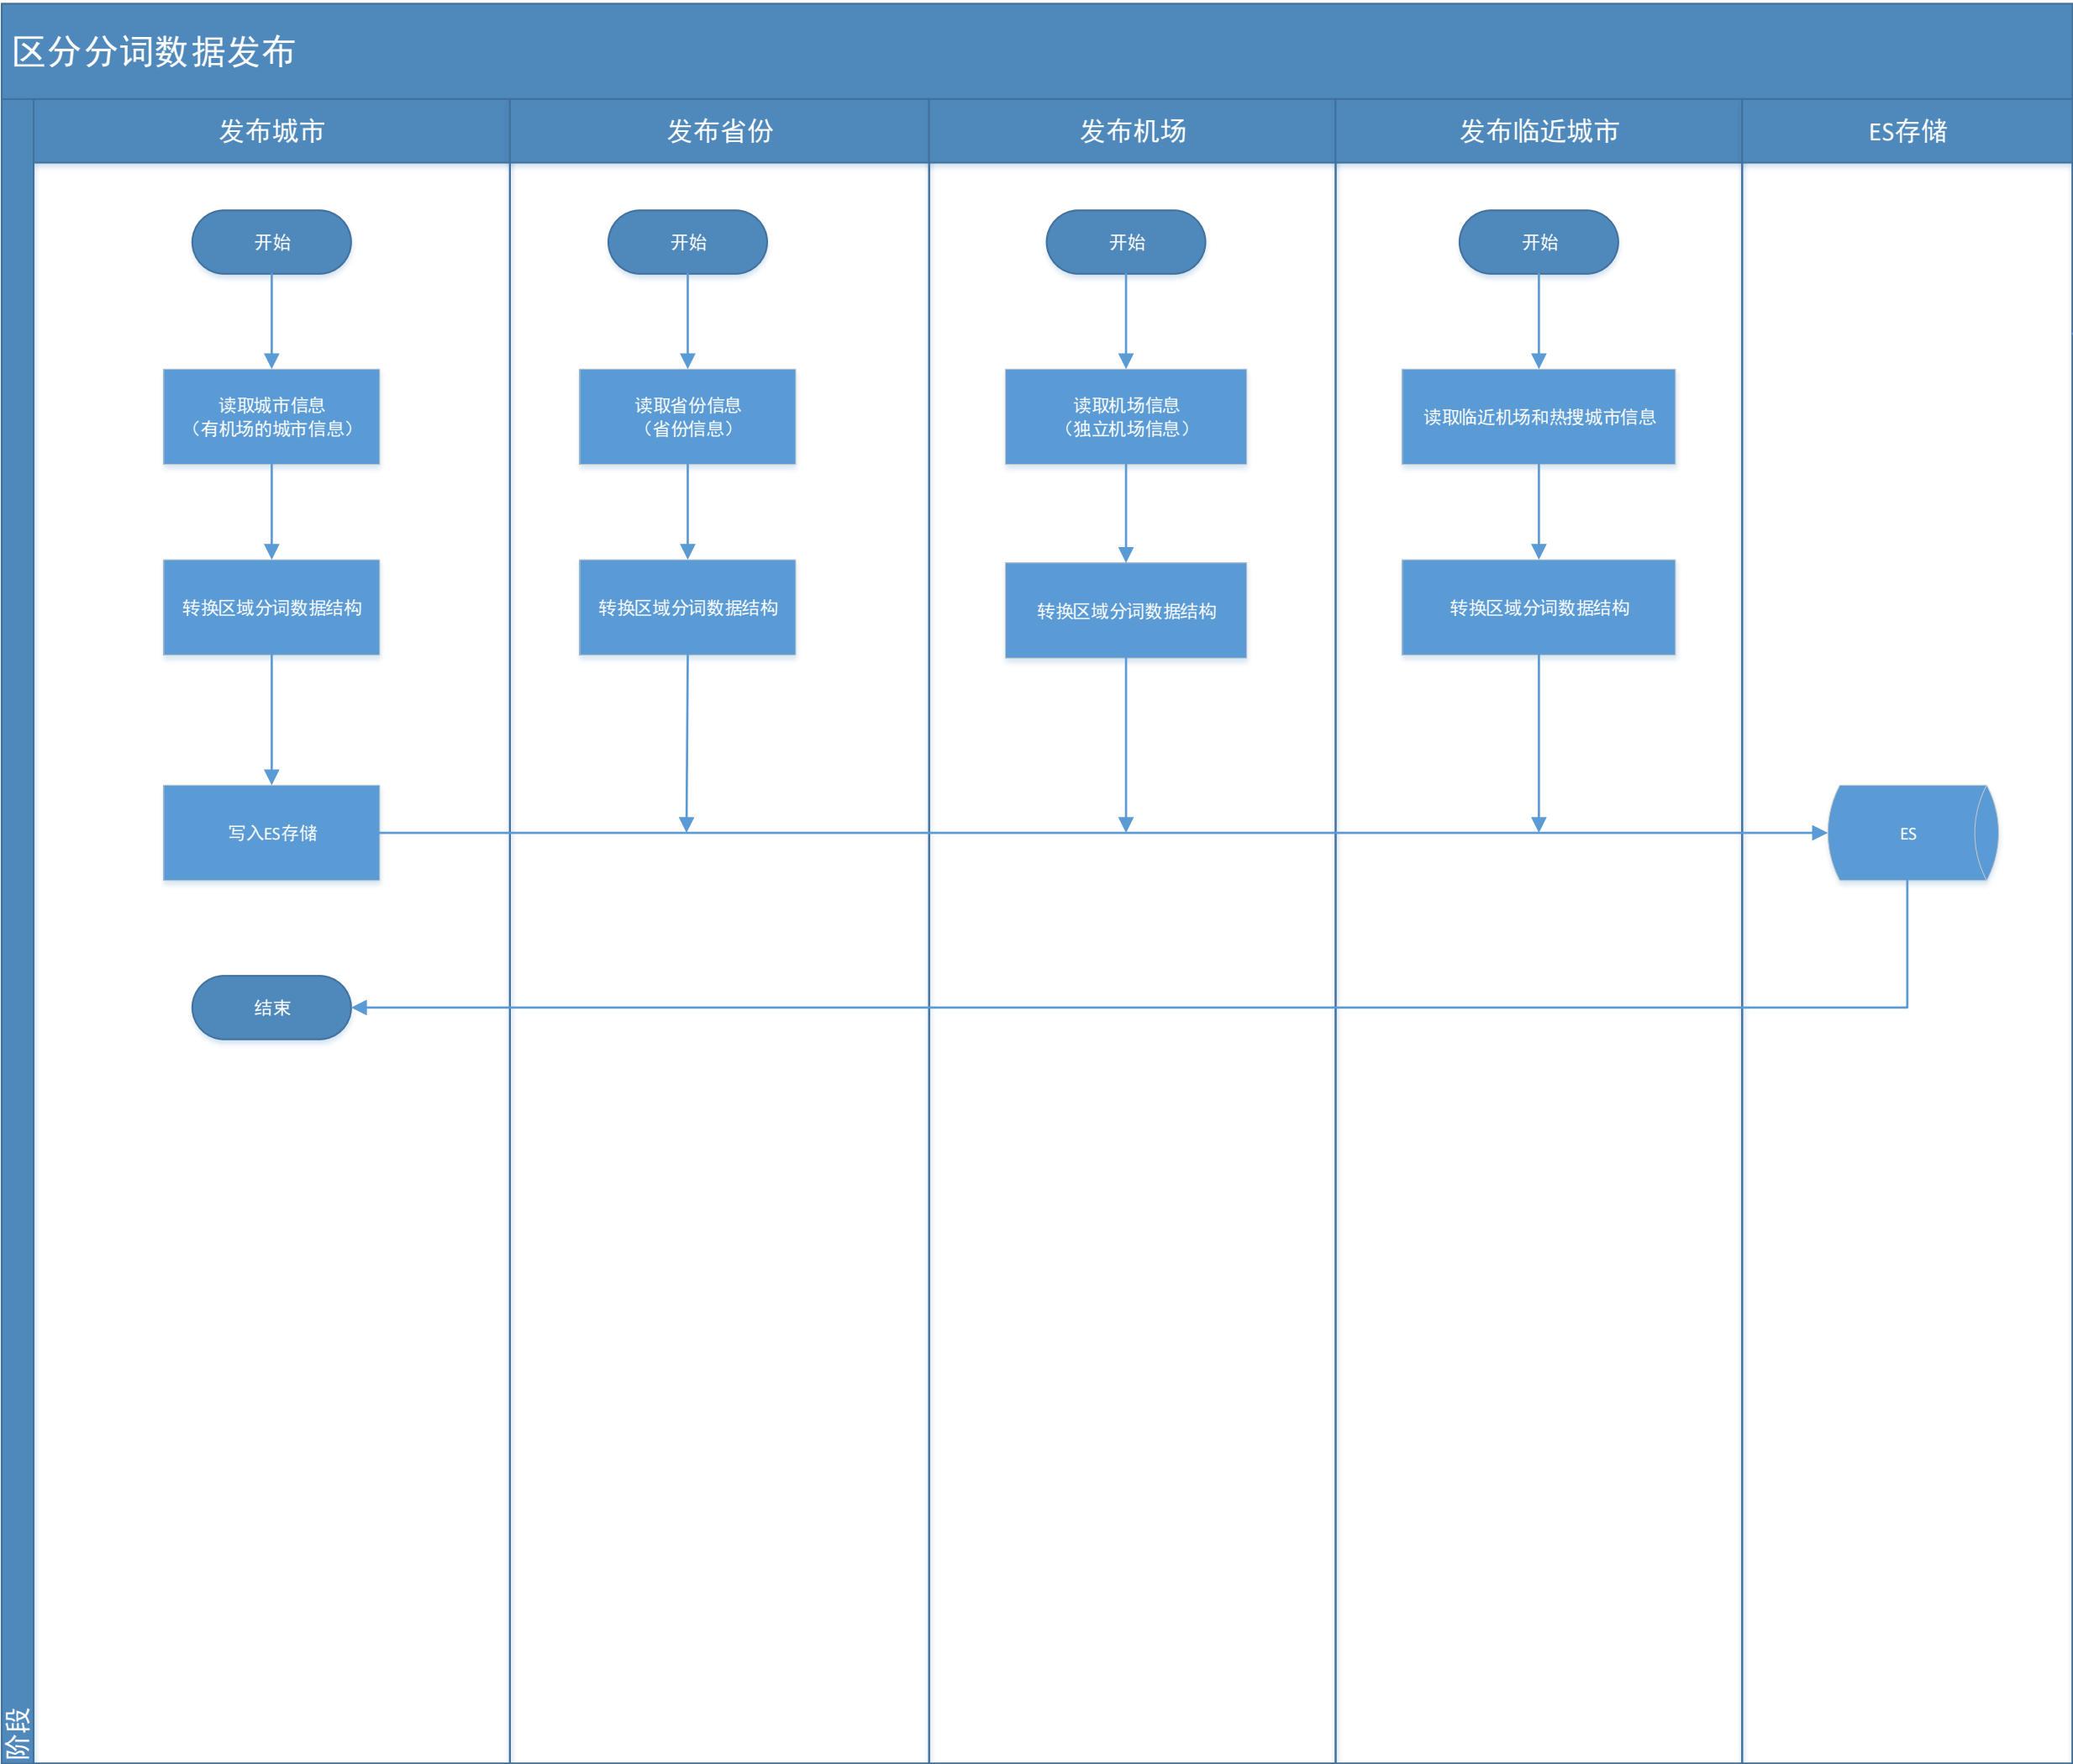 区分分词数据发布
发布城市
发布省份
发布机场
发布临近城市
ES存储
开始
开始
开始
开始
读取城市信息
（有机场的城市信息）
读取省份信息
（省份信息）
读取机场信息
（独立机场信息）
读取临近机场和热搜城市信息
转换区域分词数据结构
转换区域分词数据结构
转换区域分词数据结构
转换区域分词数据结构
写入ES存储
ES
结束
阶段